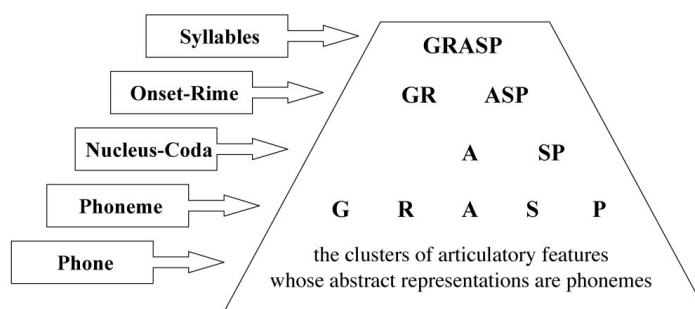 Syllables
GRASP
Onset-Rime
GR ASP
Nucleus-Coda
A SP
Phoneme
G R A S P
Phone
the clusters of articulatory features
whose abstract representations are phonemes